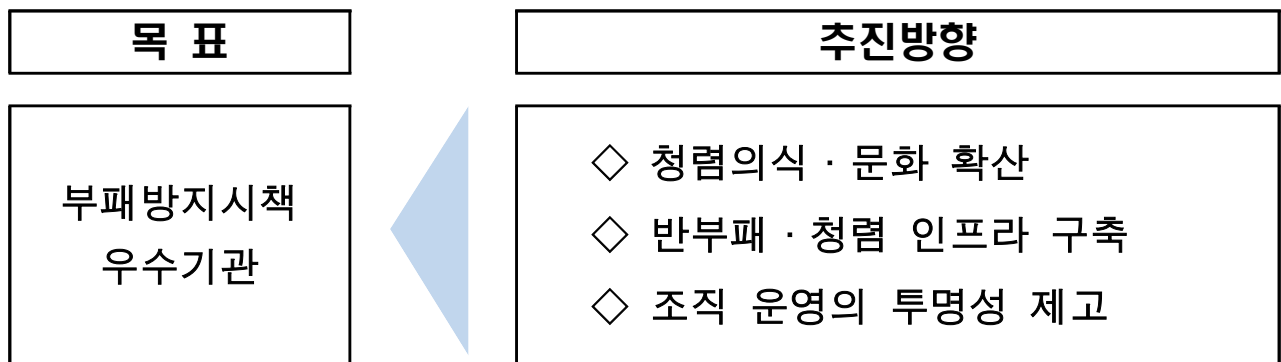 목 표
추진방향
부패방지시책
우수기관
◇ 청렴의식 · 문화 확산
◇ 반부패 · 청렴 인프라 구축
◇ 조직 운영의 투명성 제고